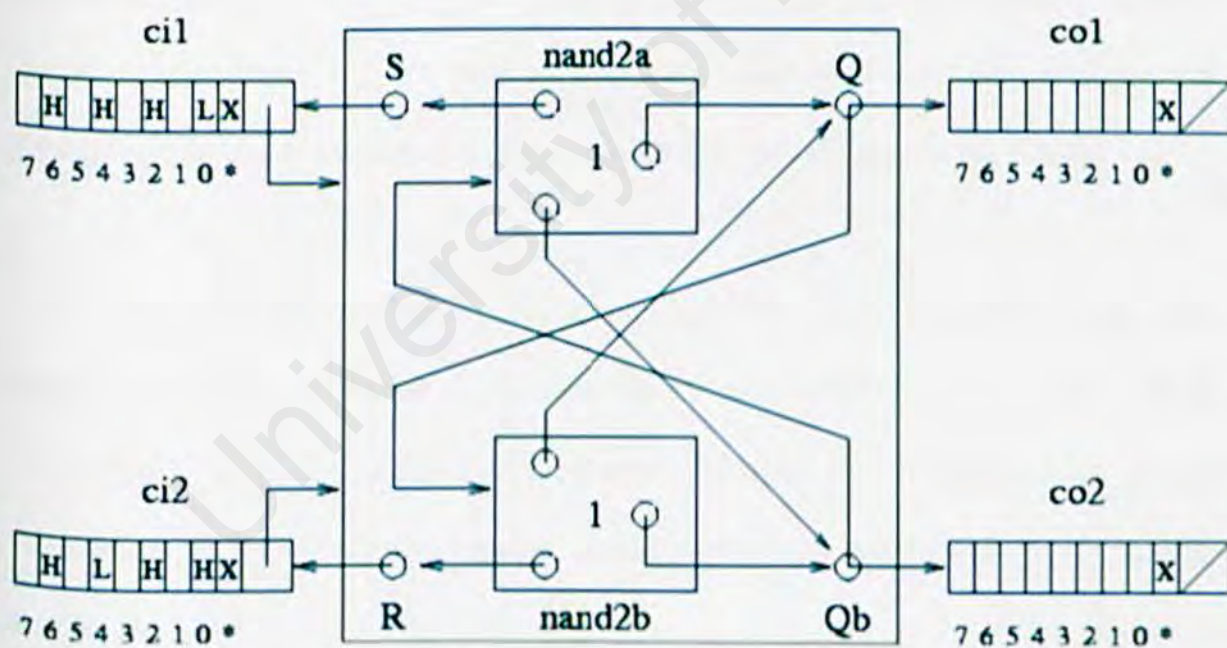 ci1
co1
S
nand2a
Q
H H H L X
1
X
7 6 5 4 3 2 1 0 *
7 6 5 4 3 2 1 0 *
University of
ci2
co2
H L H H X
1
X
R
nand2b
Qb
7 6 5 4 3 2 1 0 *
7 6 5 4 3 2 1 0 *